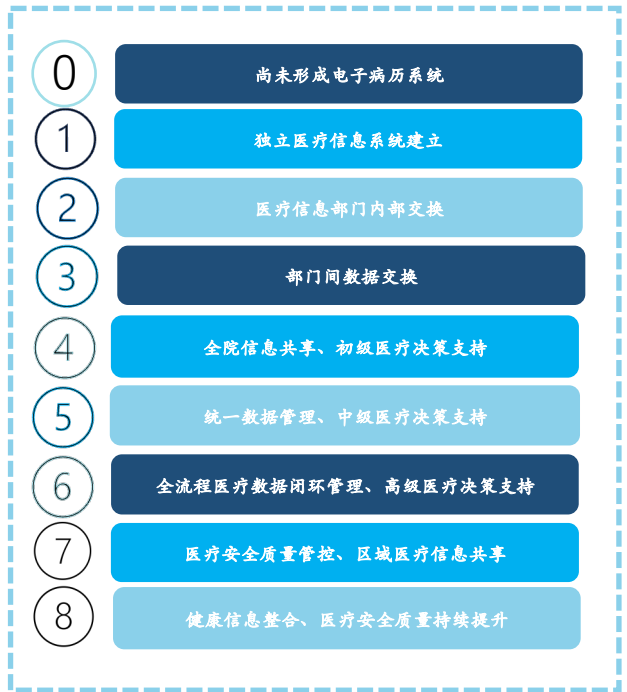 0 尚未形成电子病历系统
1 独立医疗信息系统建立
2 医疗信息部门内部交换
3 部门间数据交换
4 全院信息共享、初级医疗决策支持
5 统一数据管理、中级医疗决策支持
6 全流程医疗数据闭环管理、高级医疗决策支持
7 医疗安全质量管控、区域医疗信息共享
8 健康信息整合、医疗安全质量持续提升